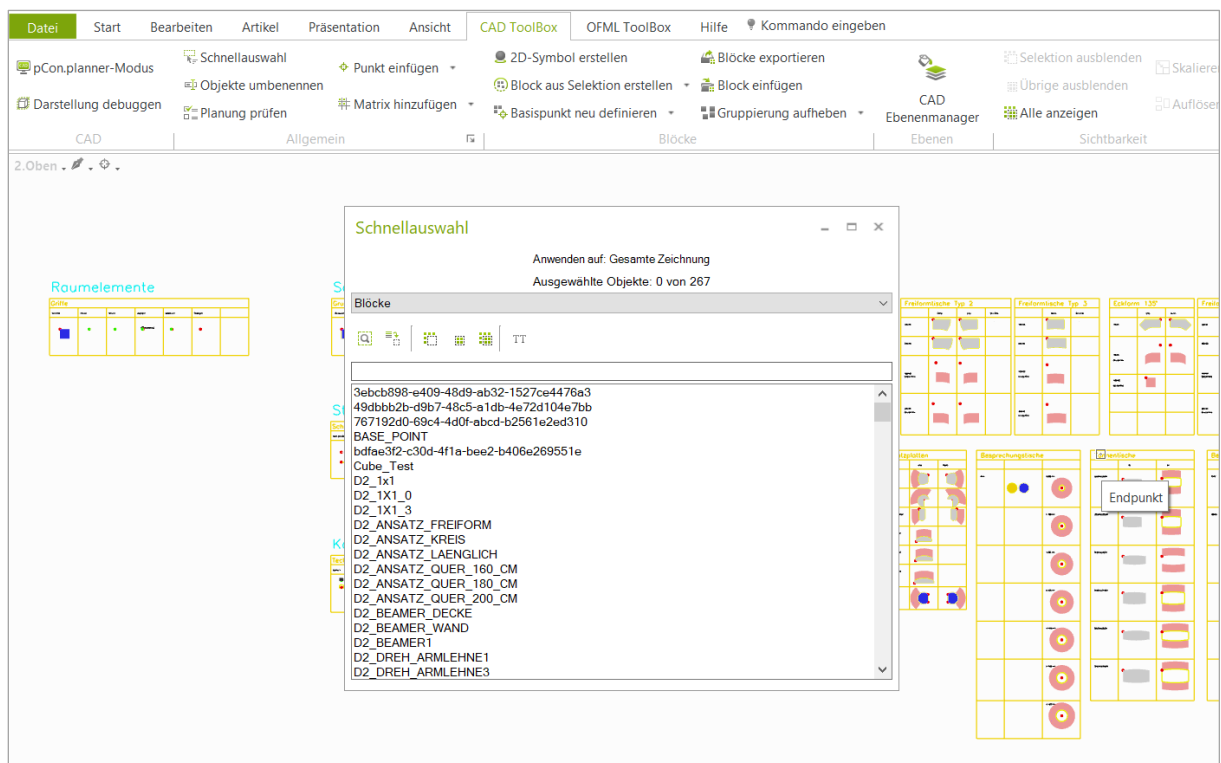 Datei Start Bearbeiten Artikel Präsentation Ansicht CAD ToolBox OFML ToolBox Hilfe Kommando eingeben
pCon.planner-Modus
Darstellung debuggen
CAD
Schnellauswahl
Objekte umbenennen
Planung prüfen
Punkt einfügen
Matrix hinzufügen
Allgemein
2D-Symbol erstellen
Block aus Selektion erstellen
Basispunkt neu definieren
Blöcke exportieren
Block einfügen
Gruppierung aufheben
Blöcke
CAD
Ebenenmanager
Ebenen
Selektion ausblenden
Übrige ausblenden
Alle anzeigen
Skaliere
Auflöser
Sichtbarkeit
2.Oben
Raumelemente
Griffe
Schnellauswahl
Anwenden auf: Gesamte Zeichnung
Ausgewählte Objekte: 0 von 267
Blöcke
TT
3ebcb898-e409-48d9-ab32-1527ce4476a3
49dbbb2b-d9b7-48c5-a1db-4e72d104e7bb
767192d0-69c4-4d0f-abcd-b2561e2ed310
BASE_POINT
bdfae3f2-c30d-4f1a-bee2-b406e269551e
Cube_Test
D2_1x1
D2_1X1_0
D2_1X1_3
D2_ANSATZ_FREIFORM
D2_ANSATZ_KREIS
D2_ANSATZ_LAENGLICH
D2_ANSATZ_QUER_160_CM
D2_ANSATZ_QUER_180_CM
D2_ANSATZ_QUER_200_CM
D2_BEAMER_DECKE
D2_BEAMER_WAND
D2_BEAMER1
D2_DREH_ARMLEHNE1
D2_DREH_ARMLEHNE3
Freiformtische Typ 2
Freiformtische Typ 3
Eckform 135°
Besprechungstische
Endpunkt